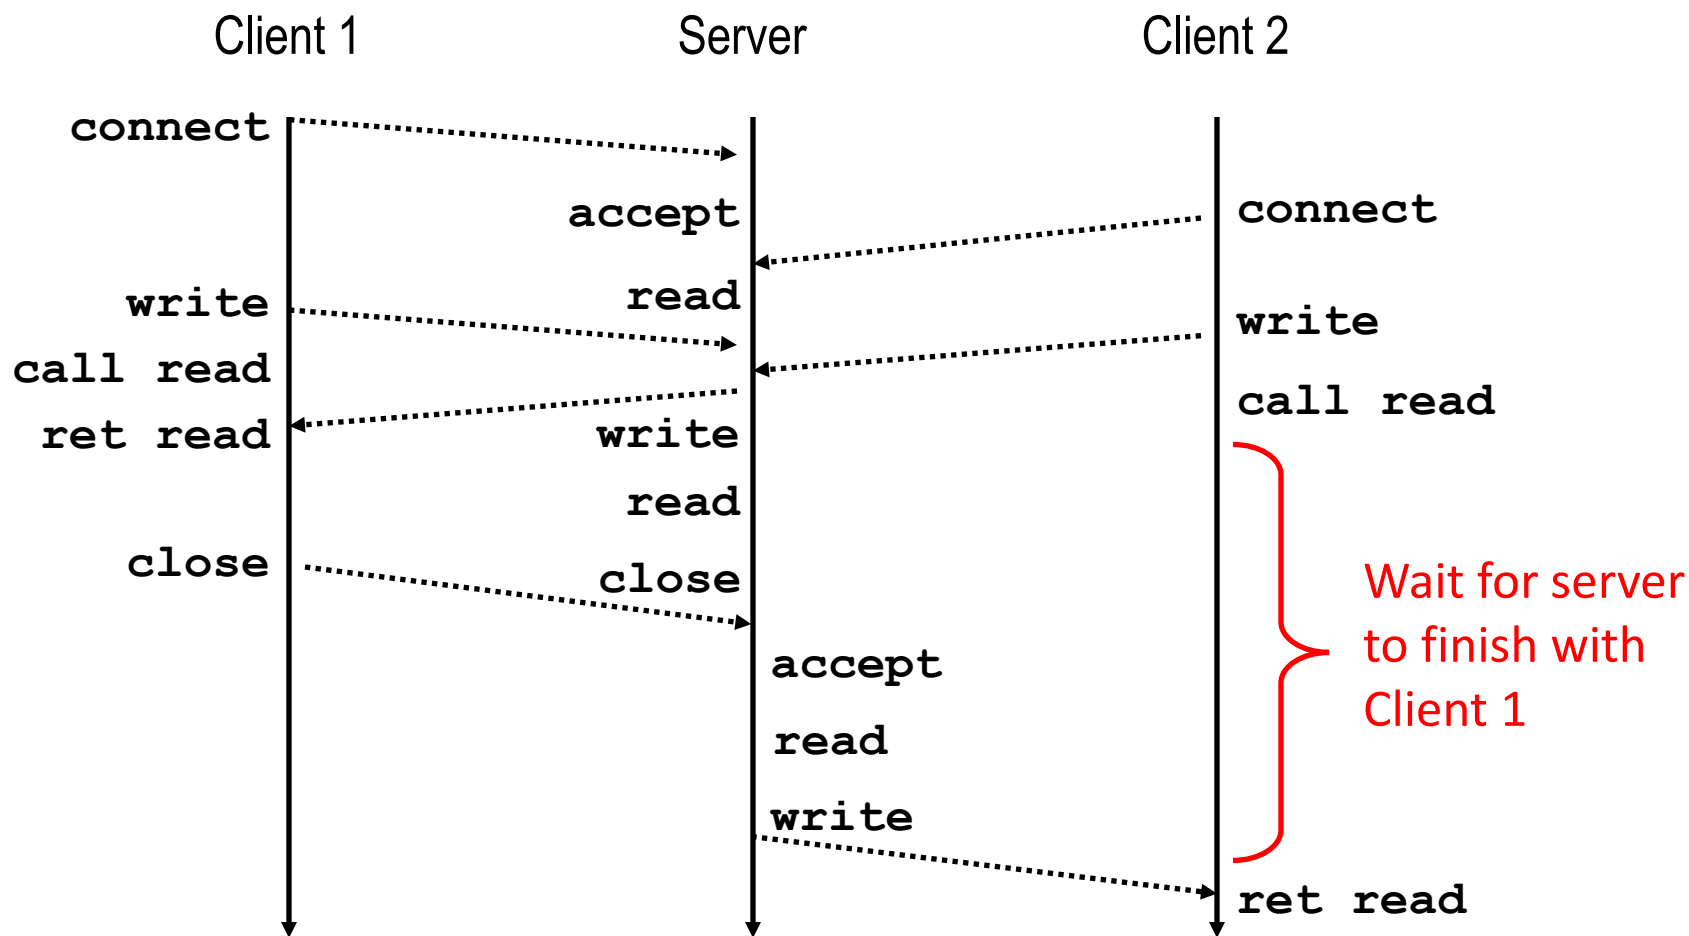 Client 1
Server
Client 2
connect
accept
connect
write
read
write
call read
call read
ret read
write
read
close
close
Wait for server
to finish with
Client 1
accept
read
write
ret read